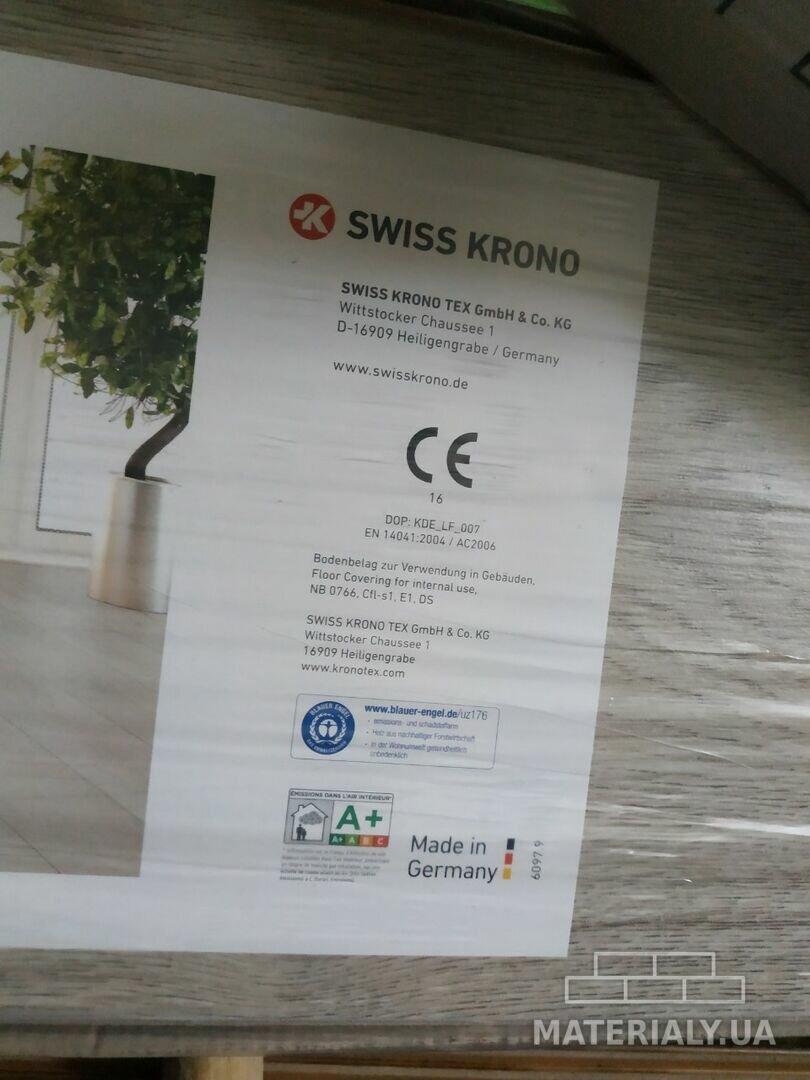 SWISS KRONO
SWISS KRONO TEX GmbH & Co. KG
Wittstocker Chaussee 1
D-16909 Heiligengrabe / Germany
www.swisskrono.de
CE
16
DOP: KDE_LF_007
EN 14041:2004 / AC2006
Bodenbelag zur Verwendung in Gebäuden,
Floor Covering for internal use,
NB 0766, Cfl-s1, E1, DS
SWISS KRONO TEX GmbH & Co. KG
Wittstocker Chaussee 1
16909 Heiligengrabe
www.kronotex.com
BLAUER ENGEL
www.blauer-engel.de/uz176
- emissions- und schadstoffarm
- Holz aus nachhaltiger Forstwirtschaft
- in der Wohnumwelt gesundheitlich
unbedenklich
ÉMISSIONS DANS L'AIR INTÉRIEUR*
A+
A+ A B C
Made in
Germany
6097 9
MATERIALY.UA